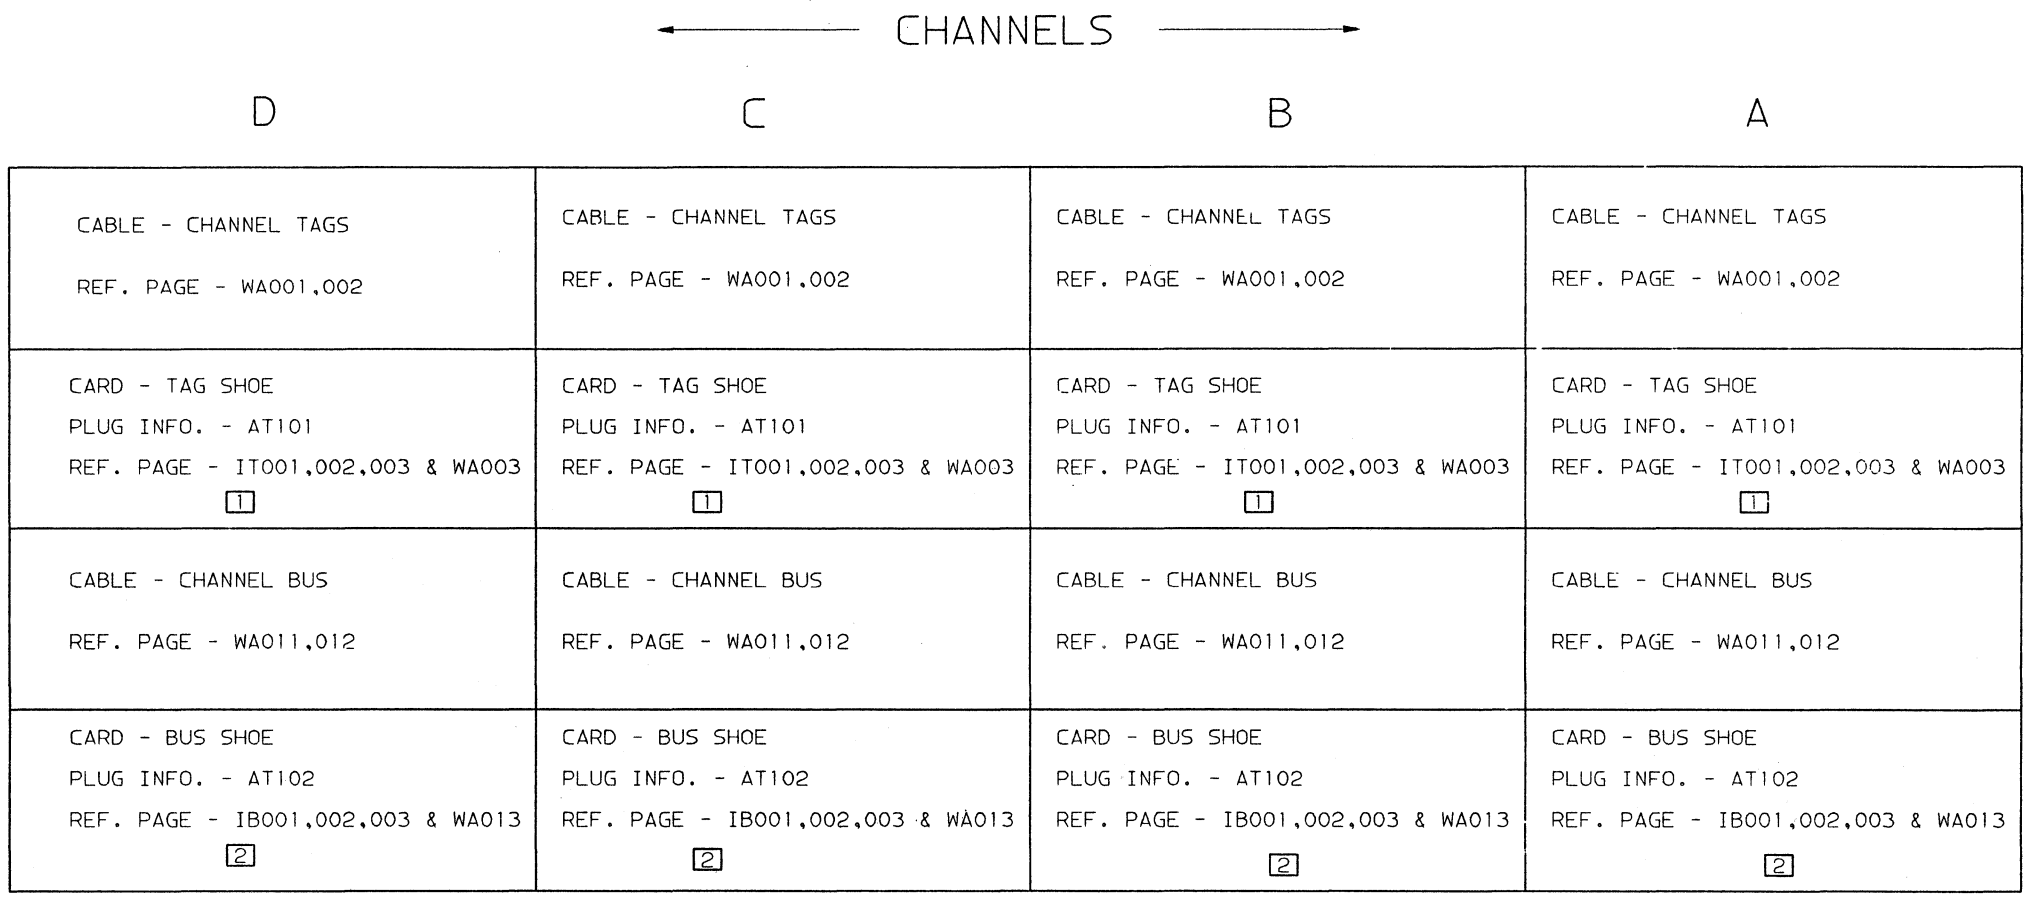 CHANNELS
D C B A
CABLE - CHANNEL TAGS
REF. PAGE - WA001,002
CABLE - CHANNEL TAGS
REF. PAGE - WA001,002
CABLE - CHANNEL TAGS
REF. PAGE - WA001,002
CABLE - CHANNEL TAGS
REF. PAGE - WA001,002
CARD - TAG SHOE
PLUG INFO. - AT101
REF. PAGE - IT001,002,003 & WA003
1
CARD - TAG SHOE
PLUG INFO. - AT101
REF. PAGE - IT001,002,003 & WA003
1
CARD - TAG SHOE
PLUG INFO. - AT101
REF. PAGE - IT001,002,003 & WA003
1
CARD - TAG SHOE
PLUG INFO. - AT101
REF. PAGE - IT001,002,003 & WA003
1
CABLE - CHANNEL BUS
REF. PAGE - WA011,012
CABLE - CHANNEL BUS
REF. PAGE - WA011,012
CABLE - CHANNEL BUS
REF. PAGE - WA011,012
CABLE - CHANNEL BUS
REF. PAGE - WA011,012
CARD - BUS SHOE
PLUG INFO. - AT102
REF. PAGE - IB001,002,003 & WA013
2
CARD - BUS SHOE
PLUG INFO. - AT102
REF. PAGE - IB001,002,003 & WA013
2
CARD - BUS SHOE
PLUG INFO. - AT102
REF. PAGE - IB001,002,003 & WA013
2
CARD - BUS SHOE
PLUG INFO. - AT102
REF. PAGE - IB001,002,003 & WA013
2